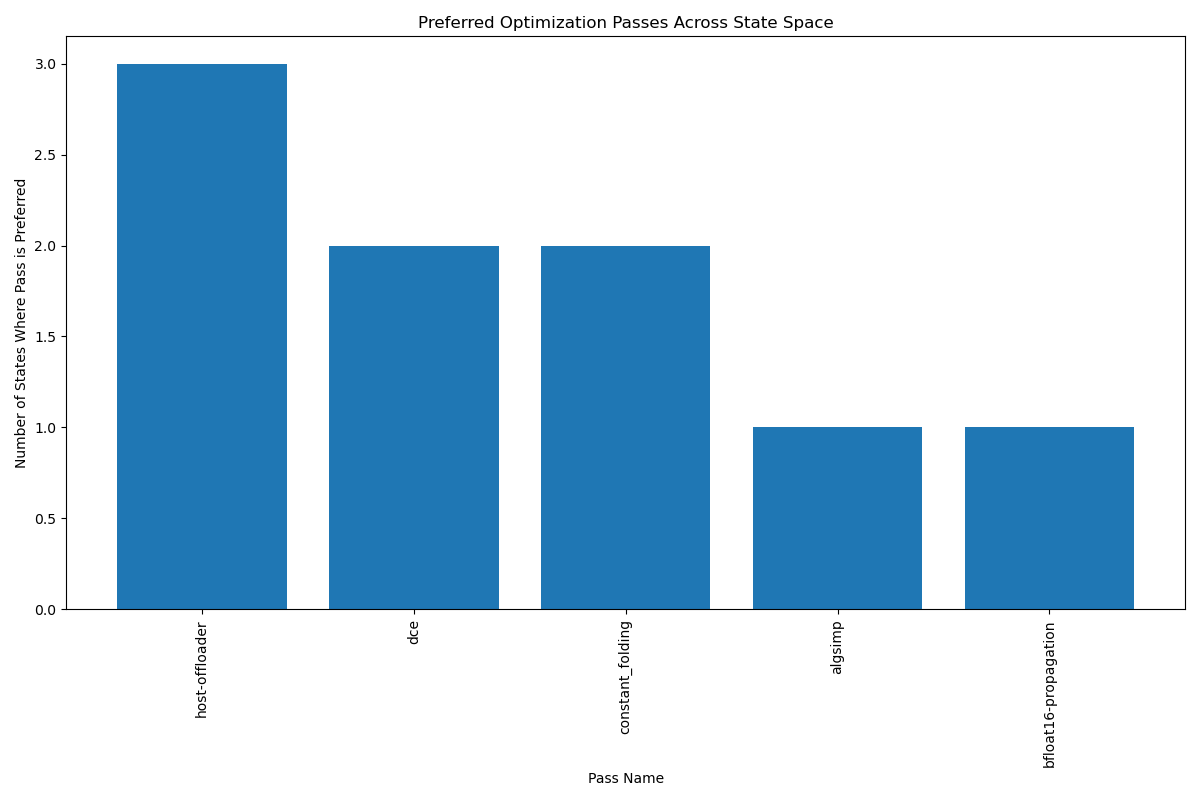 Preferred Optimization Passes Across State Space
Number of States Where Pass is Preferred
3.0
2.5
2.0
1.5
1.0
0.5
0.0
host-offloader
dce
constant_folding
algsimp
bfloat16-propagation
Pass Name